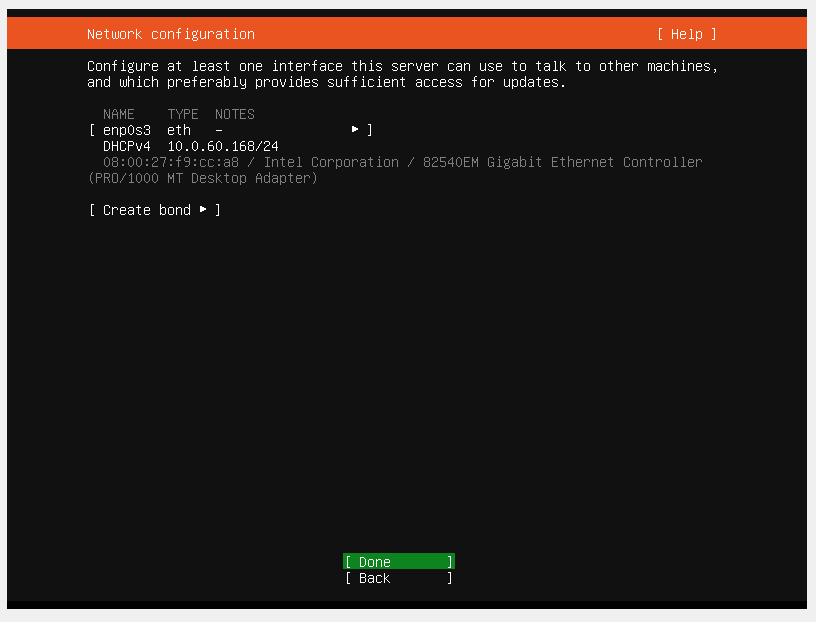 Network configuration [ Help ]
Configure at least one interface this server can use to talk to other machines,
and which preferably provides sufficient access for updates.
NAME TYPE NOTES
[ enp0s3 eth – ▸ ]
DHCPv4 10.0.60.168/24
08:00:27:f9:cc:a8 / Intel Corporation / 82540EM Gigabit Ethernet Controller
(PRO/1000 MT Desktop Adapter)
[ Create bond ▸ ]
[ Done ]
[ Back ]